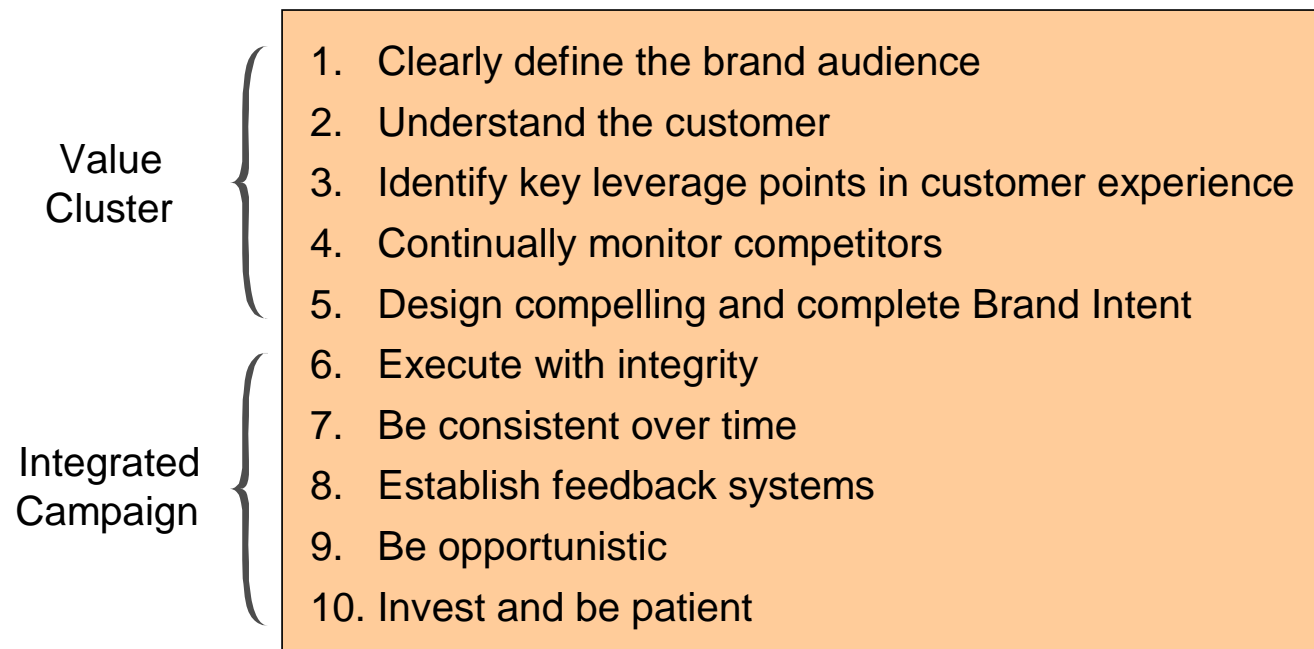 Value
Cluster
1. Clearly define the brand audience
2. Understand the customer
3. Identify key leverage points in customer experience
4. Continually monitor competitors
5. Design compelling and complete Brand Intent
Integrated
Campaign
6. Execute with integrity
7. Be consistent over time
8. Establish feedback systems
9. Be opportunistic
10. Invest and be patient